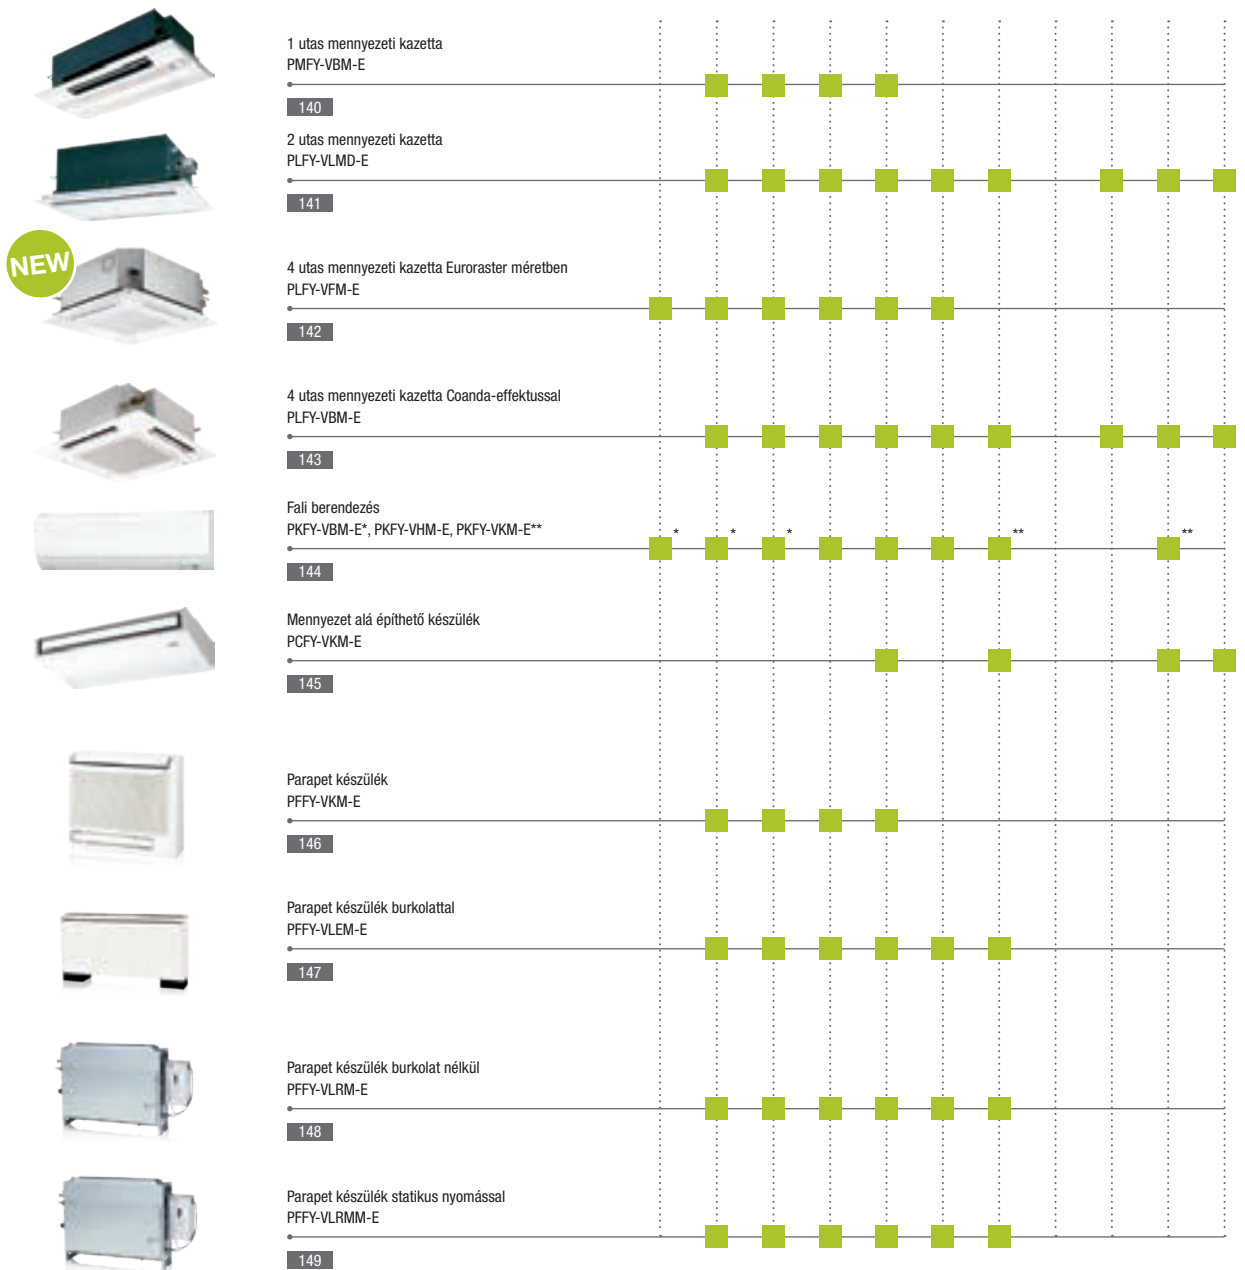 1 utas mennyezeti kazetta
PMFY-VBM-E
140
2 utas mennyezeti kazetta
PLFY-VLMD-E
141
NEW
4 utas mennyezeti kazetta Euroraster méretben
PLFY-VFM-E
142
4 utas mennyezeti kazetta Coanda-effektussal
PLFY-VBM-E
143
Fali berendezés
PKFY-VBM-E*, PKFY-VHM-E, PKFY-VKM-E**
* * * ** **
144
Mennyezet alá építhető készülék
PCFY-VKM-E
145
Parapet készülék
PFFY-VKM-E
146
Parapet készülék burkolattal
PFFY-VLEM-E
147
Parapet készülék burkolat nélkül
PFFY-VLRM-E
148
Parapet készülék statikus nyomással
PFFY-VLRMM-E
149